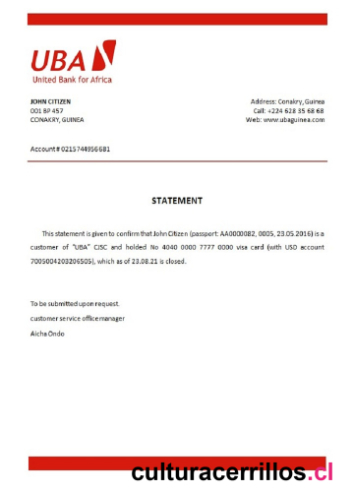 UBA
United Bank for Africa
JOHN CITIZEN
001 BP 457
CONAKRY, GUINEA
Address: Conakry, Guinea
Call: +224 628 35 68 68
Web: www.ubaguinea.com
Account # 0215744956681
STATEMENT
This statement is given to confirm that John Citizen (passport: AA0000082, 0005, 23.05.2016) is a
customer of "UBA" CJSC and holded No 4040 0000 7777 0000 visa card (with USD account
7005004203206505), which as of 23.08.21 is closed.
To be submitted upon request.
customer service officemanager
Aicha Ondo
culturacerrillos.cl